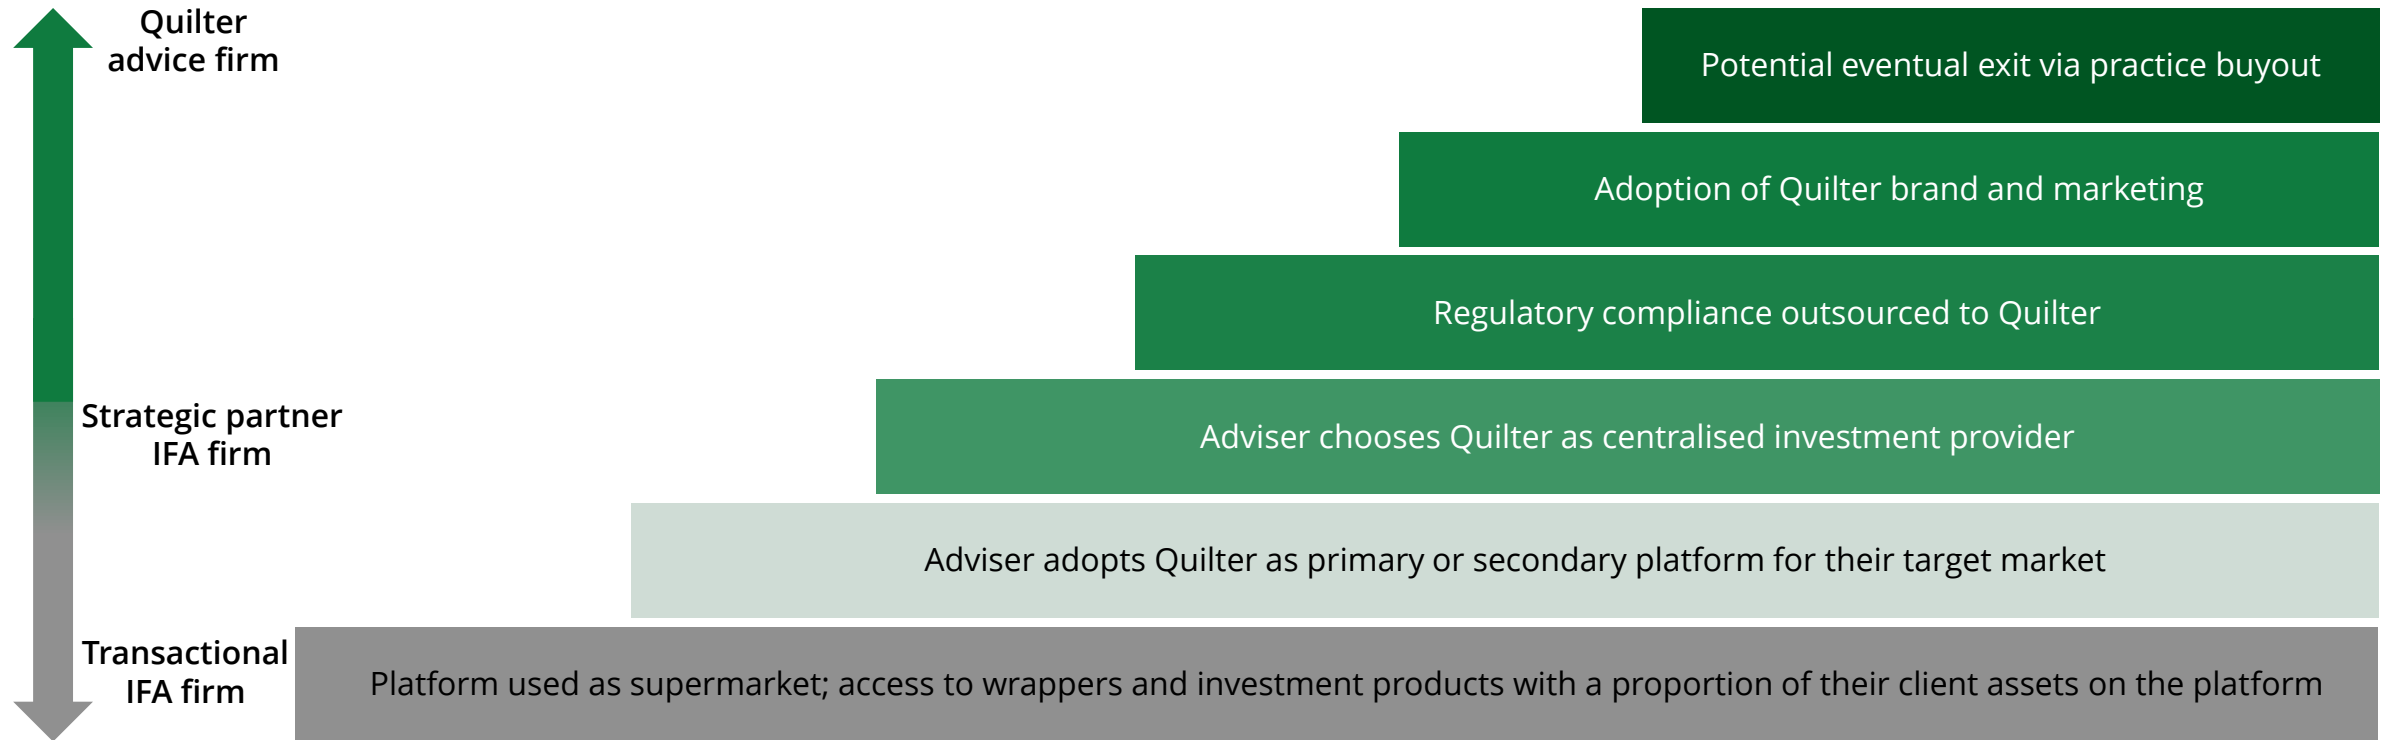 Quilter
advice firm
Potential eventual exit via practice buyout
Adoption of Quilter brand and marketing
Regulatory compliance outsourced to Quilter
Strategic partner
IFA firm
Adviser chooses Quilter as centralised investment provider
Adviser adopts Quilter as primary or secondary platform for their target market
Transactional
IFA firm
Platform used as supermarket; access to wrappers and investment products with a proportion of their client assets on the platform